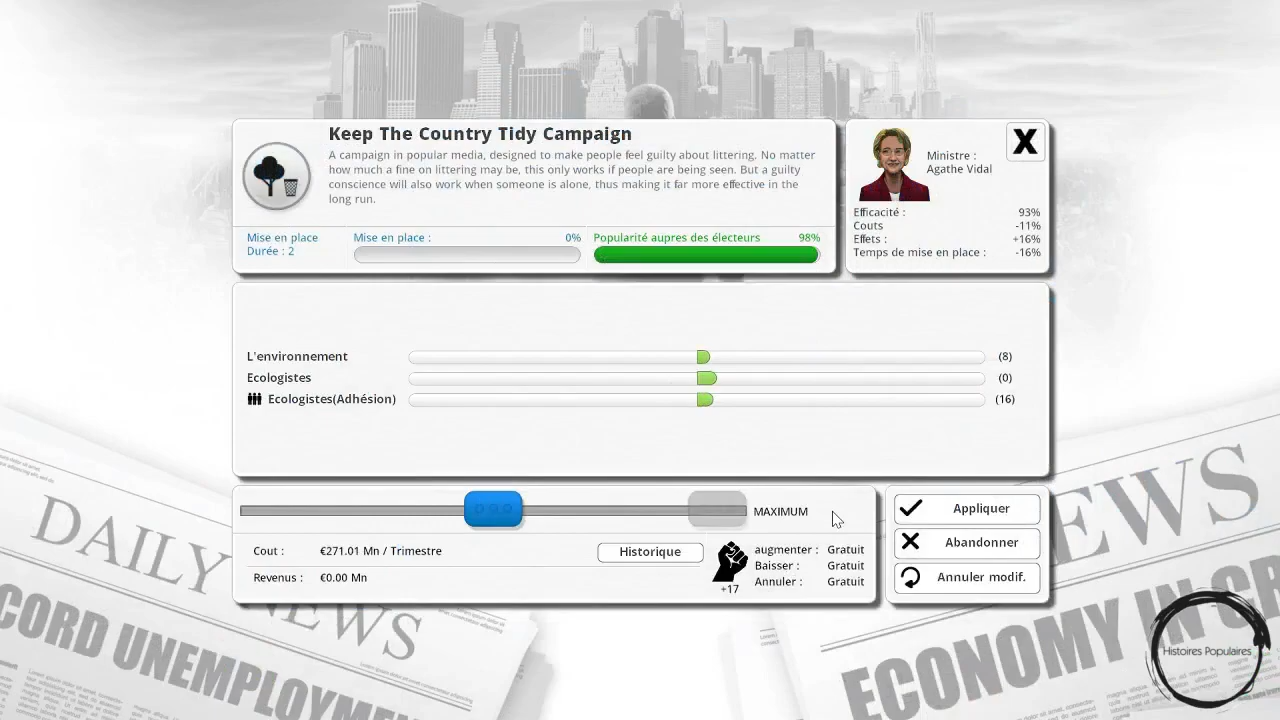 Keep The Country Tidy Campaign
A campaign in popular media, designed to make people feel guilty about littering. No matter
how much a fine on littering may be, this only works if people are being seen. But a guilty
conscience will also work when someone is alone, thus making it far more effective in the
long run.
Mise en place
Durée : 2
Mise en place : 0%
Popularité aupres des électeurs 98%
X
Ministre :
Agathe Vidal
Efficacité : 93%
Couts -11%
Effets : +16%
Temps de mise en place : -16%
L'environnement (8)
Ecologistes (0)
Ecologistes(Adhésion) (16)
MAXIMUM
Cout : €271.01 Mn / Trimestre
Revenus : €0.00 Mn
Historique
+17
augmenter : Gratuit
Baisser : Gratuit
Annuler : Gratuit
Appliquer
Abandonner
Annuler modif.
DAILY NEWS
CORD UNEMPLOYME
EWS
ECONOMY IN CR
Histoires Populaires